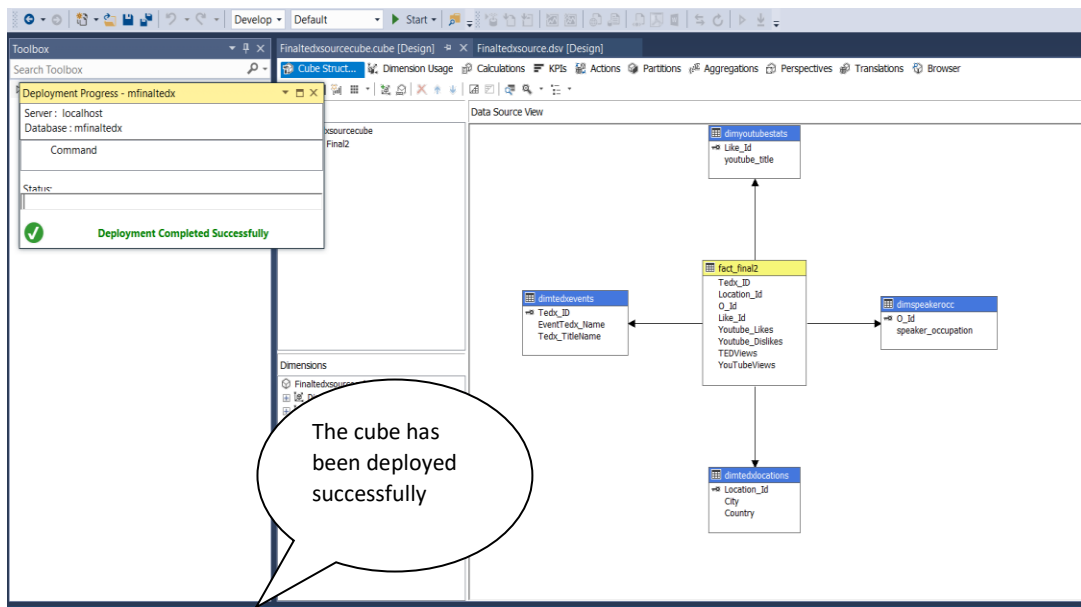 Develop Default Start
Toolbox
Search Toolbox
Deployment Progress - mfinaltedx
Server : localhost
Database : mfinaltedx
Command
Status:
Deployment Completed Successfully
Finaltedxsourcecube.cube [Design] Finaltedxsource.dsv [Design]
Cube Struct... Dimension Usage Calculations KPIs Actions Partitions Aggregations Perspectives Translations Browser
Data Source View
xsourcecube
Final2
Dimensions
dimyoutubestats
Like_Id
youtube_title
fact_final2
Tedx_ID
Location_Id
O_Id
Like_Id
Youtube_Likes
Youtube_Dislikes
TEDViews
YouTubeViews
dimtedxevents
Tedx_ID
EventTedx_Name
Tedx_TitleName
dimspeakerocc
O_Id
speaker_occupation
dimtedxlocations
Location_Id
City
Country
The cube has
been deployed
successfully